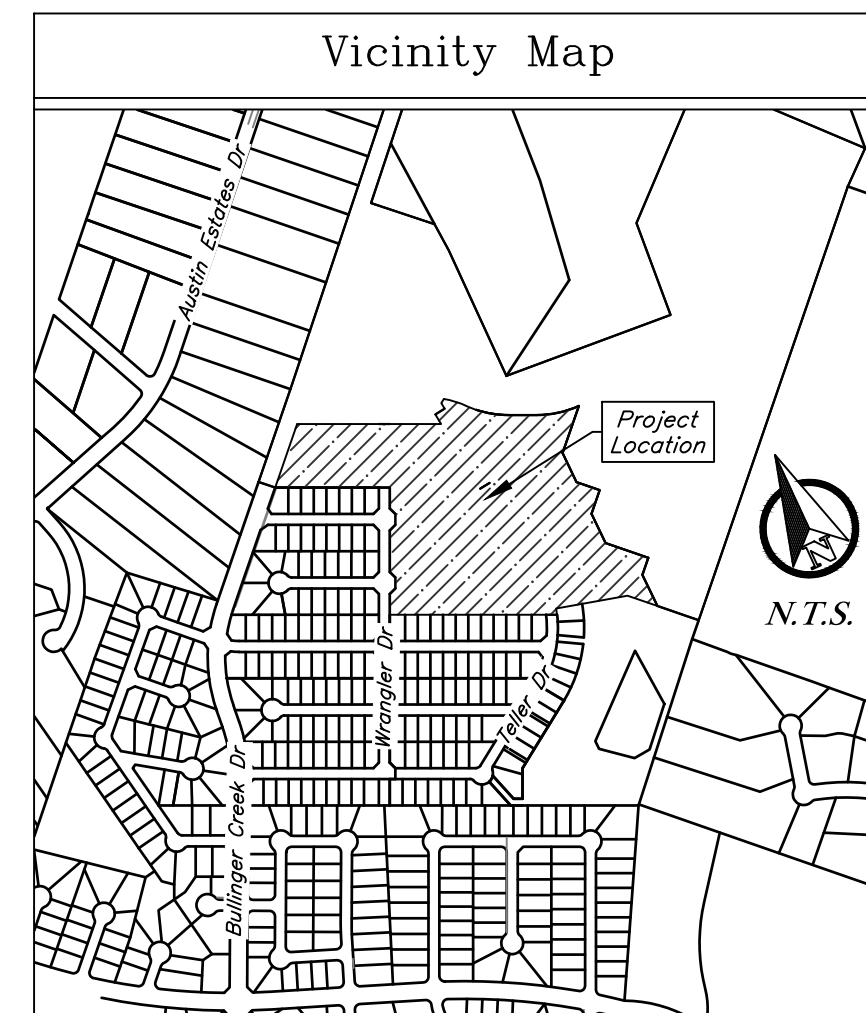 Vicinity Map
Austin Estates Dr
Project
Location
N
N.T.S.
Wrangler Dr
Teller Dr
Bullinger Creek Dr